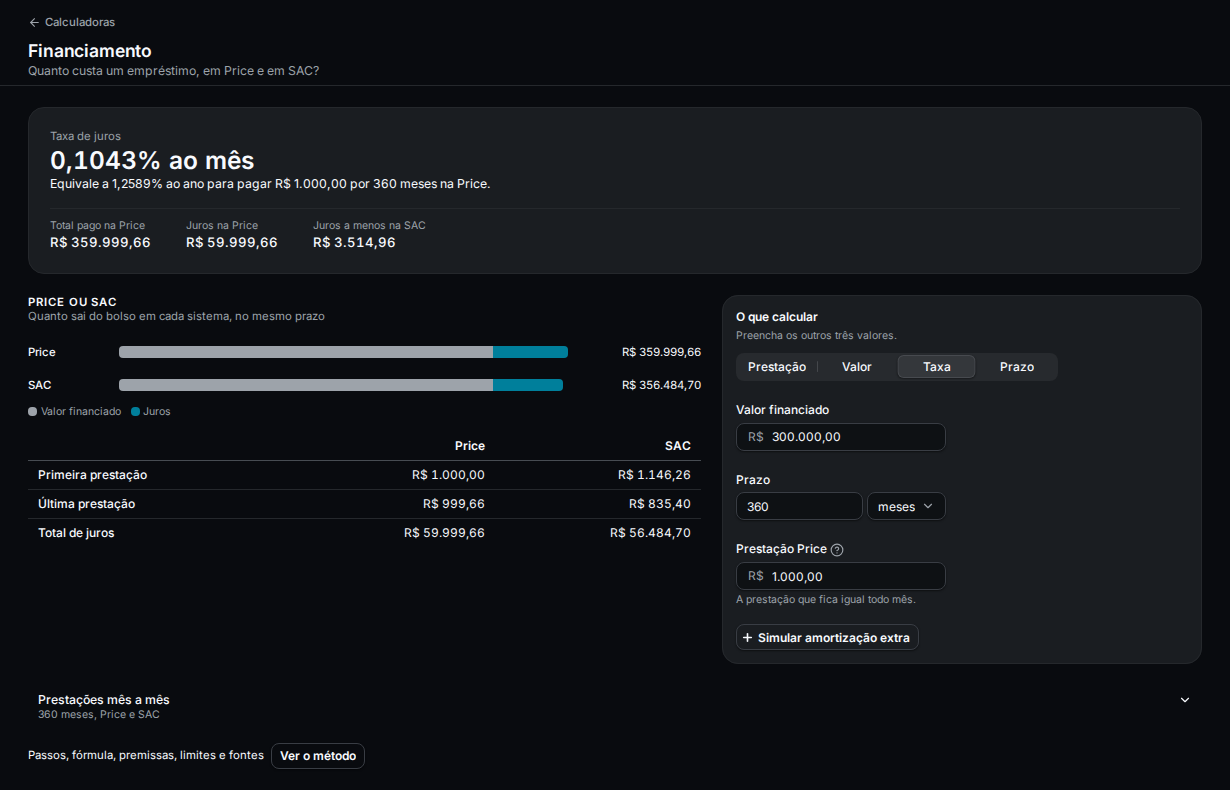 ← Calculadoras
Financiamento
Quanto custa um empréstimo, em Price e em SAC?
Taxa de juros
0,1043% ao mês
Equivale a 1,2589% ao ano para pagar R$ 1.000,00 por 360 meses na Price.
Total pago na Price Juros na Price Juros a menos na SAC
R$ 359.999,66 R$ 59.999,66 R$ 3.514,96
PRICE OU SAC
Quanto sai do bolso em cada sistema, no mesmo prazo
Price R$ 359.999,66
SAC R$ 356.484,70
Valor financiado Juros
Price SAC
Primeira prestação R$ 1.000,00 R$ 1.146,26
Última prestação R$ 999,66 R$ 835,40
Total de juros R$ 59.999,66 R$ 56.484,70
O que calcular
Preencha os outros três valores.
Prestação Valor Taxa Prazo
Valor financiado
R$ 300.000,00
Prazo
360 meses
Prestação Price ?
R$ 1.000,00
A prestação que fica igual todo mês.
+ Simular amortização extra
Prestações mês a mês
360 meses, Price e SAC
Passos, fórmula, premissas, limites e fontes Ver o método